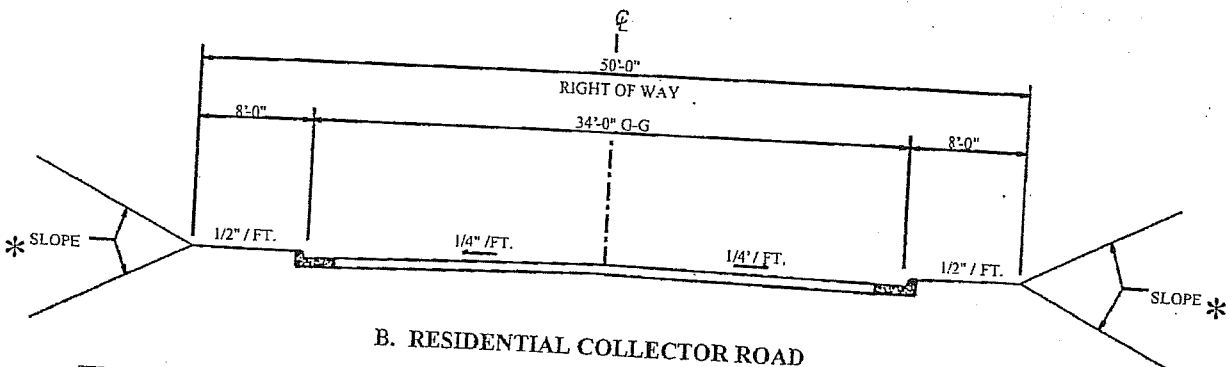 ℄
50'-0"
RIGHT OF WAY
8'-0"
34'-0" G-G
8'-0"
* SLOPE
1/2" / FT.
1/4" /FT.
1/4'/ FT.
1/2" / FT.
SLOPE *
B. RESIDENTIAL COLLECTOR ROAD